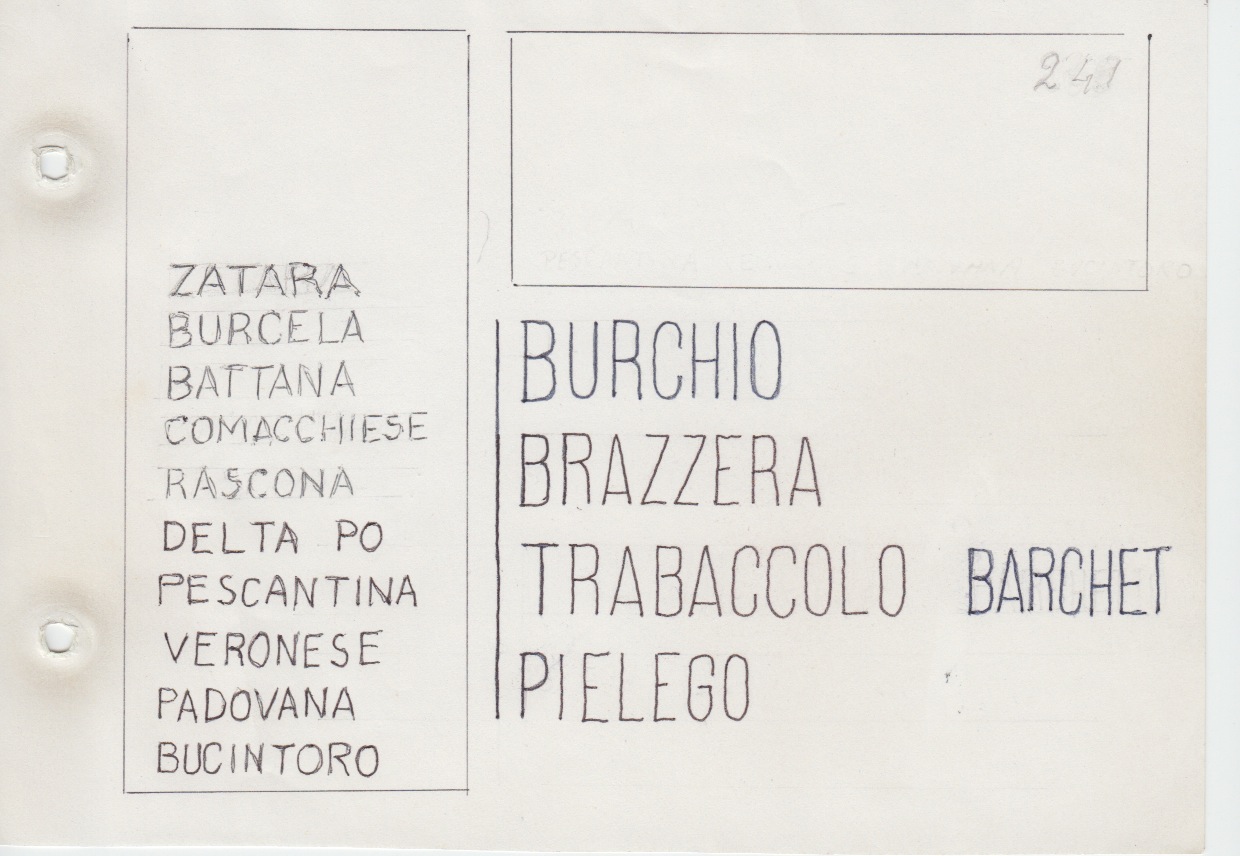 241
ZATARA
BURCELA
BATTANA
COMACCHIESE
RASCONA
DELTA PO
PESCANTINA
VERONESE
PADOVANA
BUCINTORO
BURCHIO
BRAZZERA
TRABACCOLO BARCHET
PIELEGO